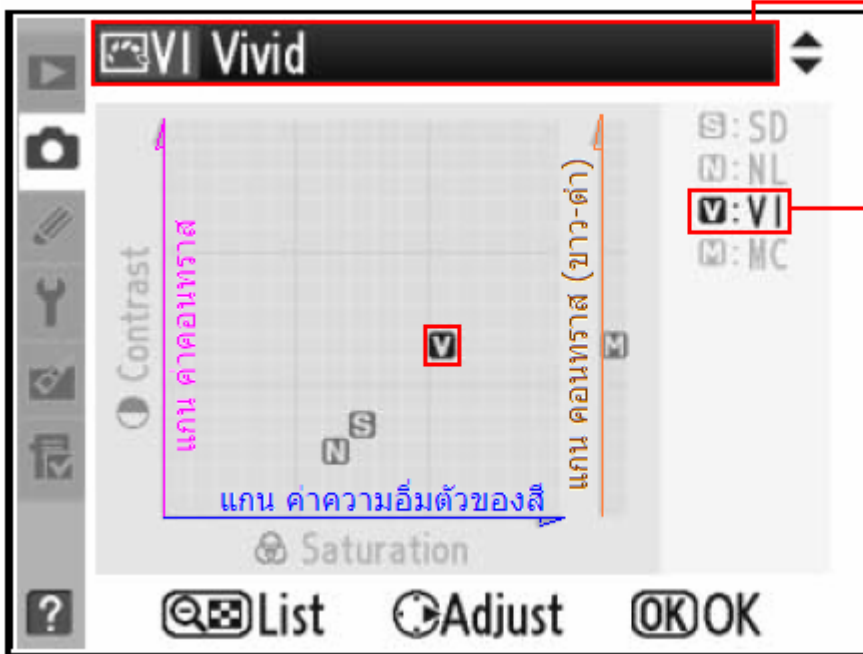 VI Vivid
S: SD
N: NL
V: VI
M: MC
Contrast
แกน ค่าคอนทราส
แกน คอนทราส (ขาว-ดำ)
V
M
S
N
แกน ค่าความอิ่มตัวของสี
Saturation
? List Adjust OK OK